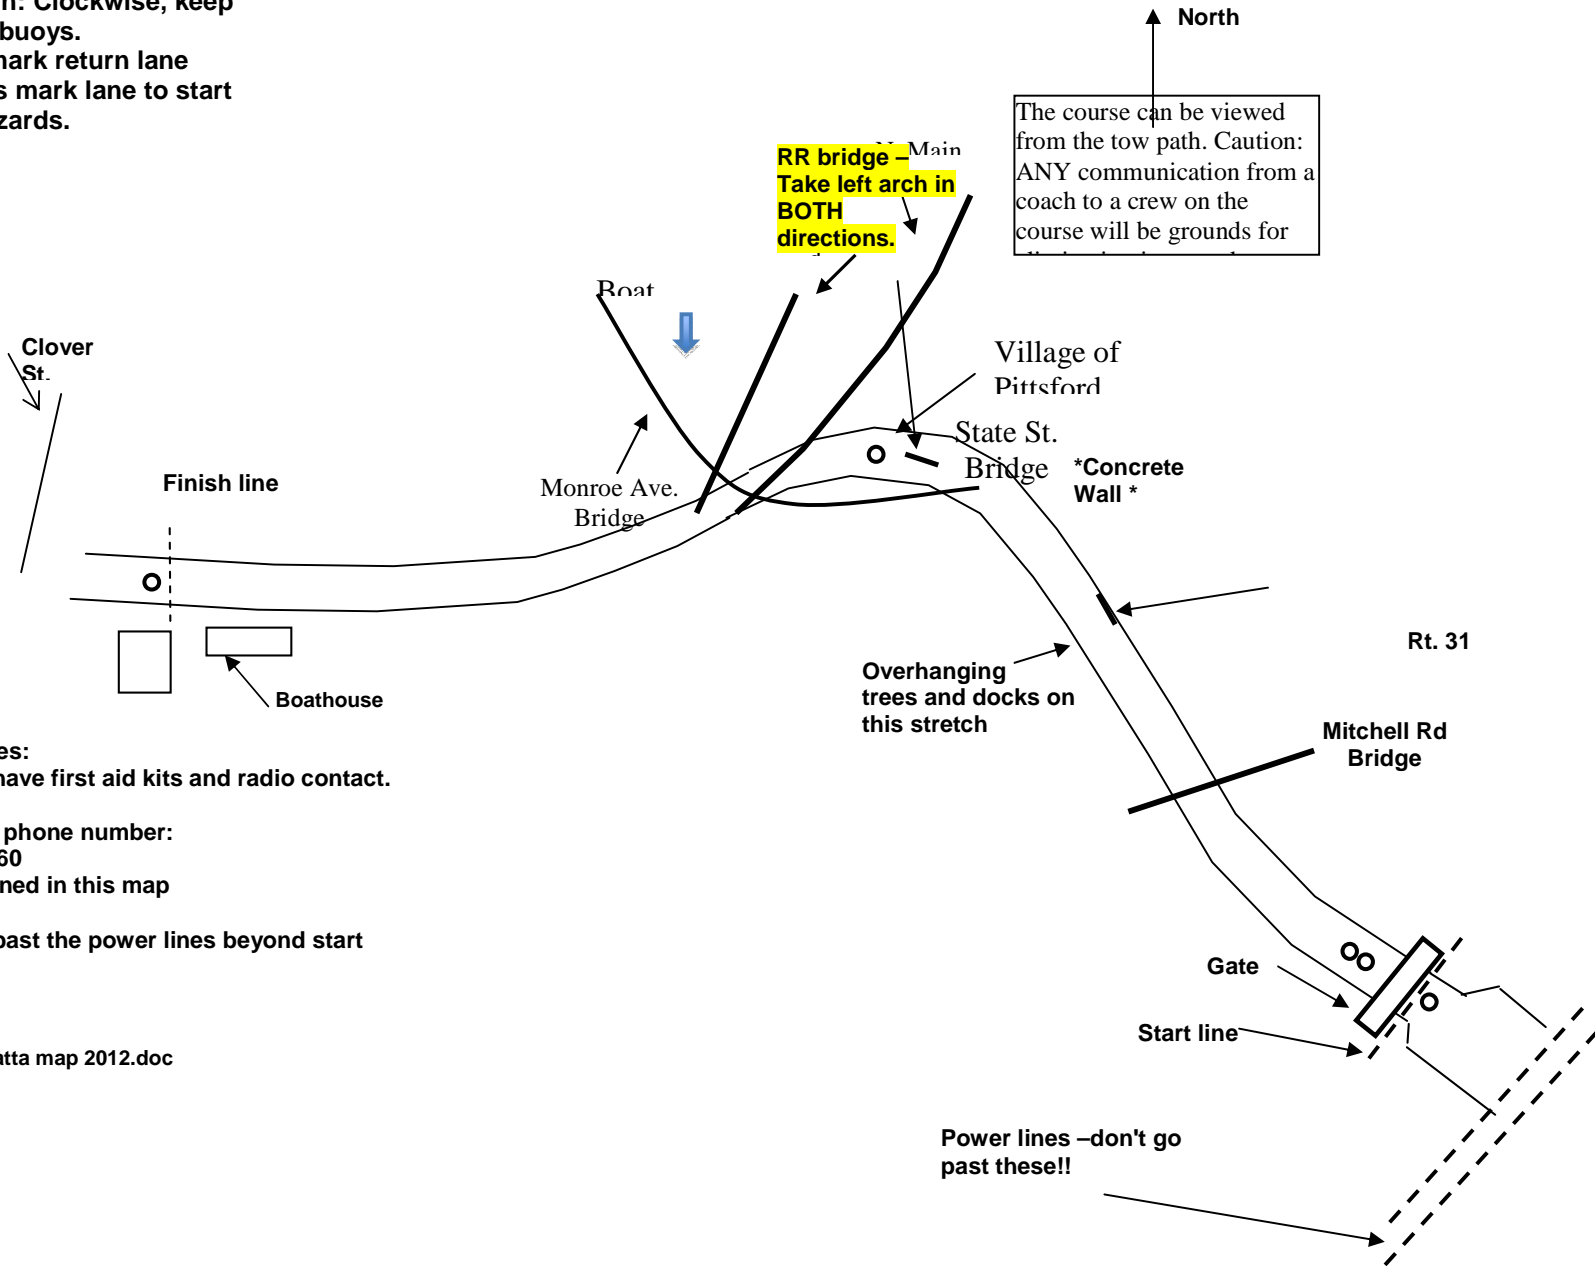 n: Clockwise, keep
buoys.
mark return lane
s mark lane to start
zards.
North
The course can be viewed
from the tow path. Caution:
ANY communication from a
coach to a crew on the
course will be grounds for
N. Main
RR bridge –
Take left arch in
BOTH
directions.
Boat
Clover
St.
Village of
Pittsford
State St.
Bridge
*Concrete
Wall *
Finish line
Monroe Ave.
Bridge
Rt. 31
Overhanging
trees and docks on
this stretch
Boathouse
Mitchell Rd
Bridge
es:
have first aid kits and radio contact.
phone number:
60
ned in this map
past the power lines beyond start
Gate
Start line
atta map 2012.doc
Power lines –don't go
past these!!